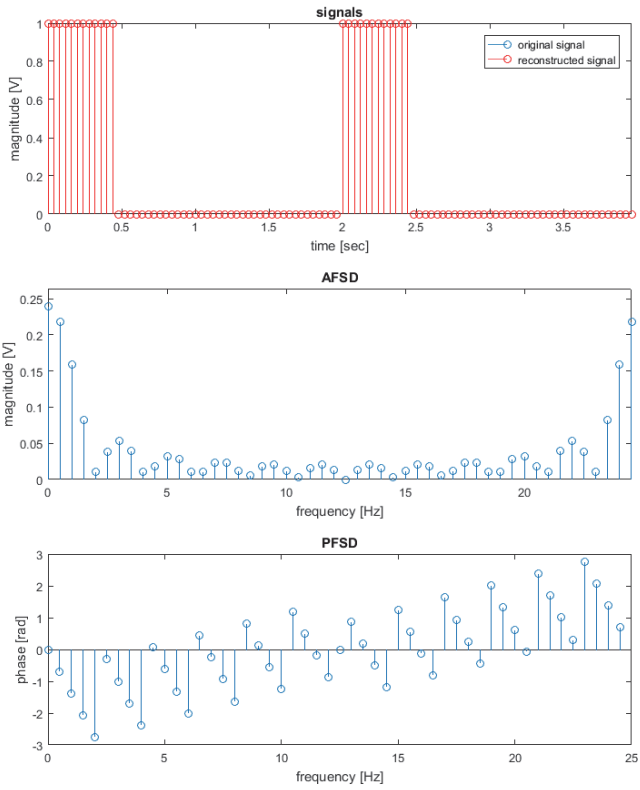 signals
1
0.8
0.6
0.4
0.2
0
magnitude [V]
original signal
reconstructed signal
0 0.5 1 1.5 2 2.5 3 3.5
time [sec]
AFSD
0.25
0.2
0.15
0.1
0.05
0
magnitude [V]
5 10 15 20
frequency [Hz]
PFSD
3
2
1
0
-1
-2
-3
phase [rad]
0 5 10 15 20 25
frequency [Hz]